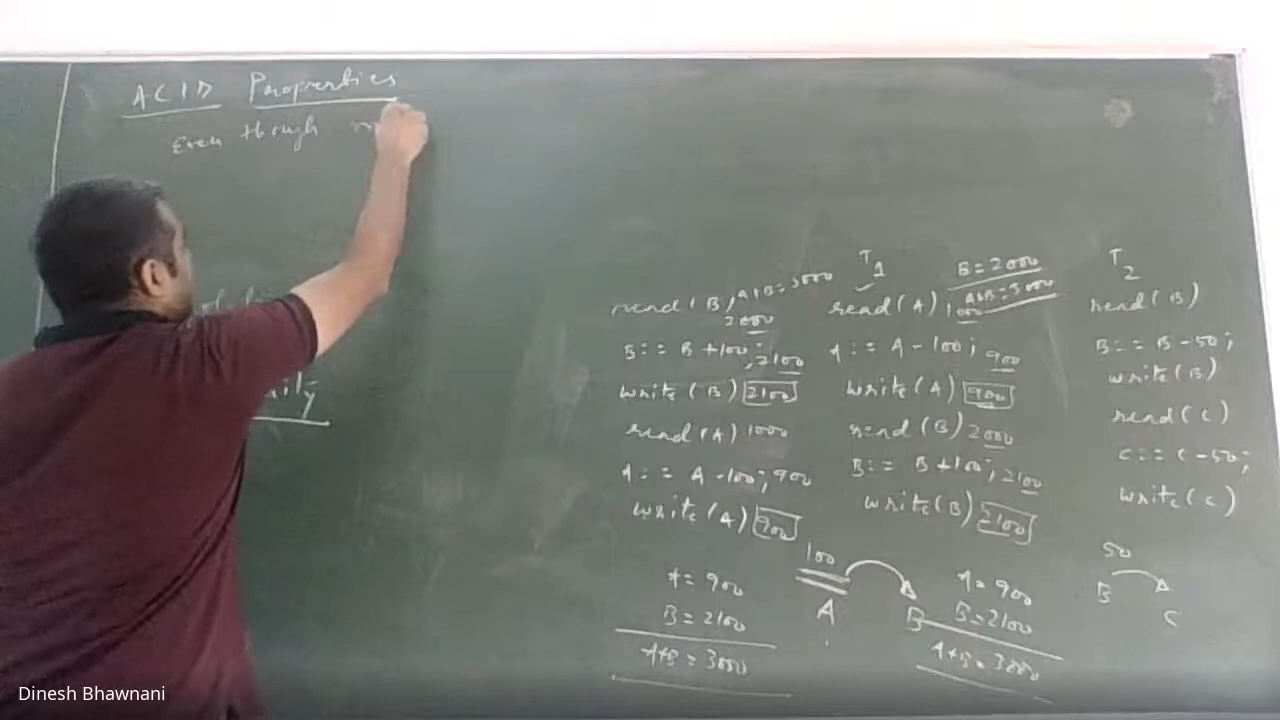 ACID Properties
Even though
ility
read(B) A+B=3000
2000
B:= B+100; 2100
write(B) 2100
read(A) 1000
A:= A-100; 900
write(A) 900
A=900
B=2100
A+B=3000
T1
read(A) 1000
A:= A-100; 900
write(A) 900
read(B) 2000
B:= B+100; 2100
write(B) 2100
B=2000
A+B=3000
100
A
B
A=900
B=2100
A+B=3000
T2
read(B)
B:= B-50;
write(B)
read(C)
C:= C-50;
write(C)
50
B
C
Dinesh Bhawnani